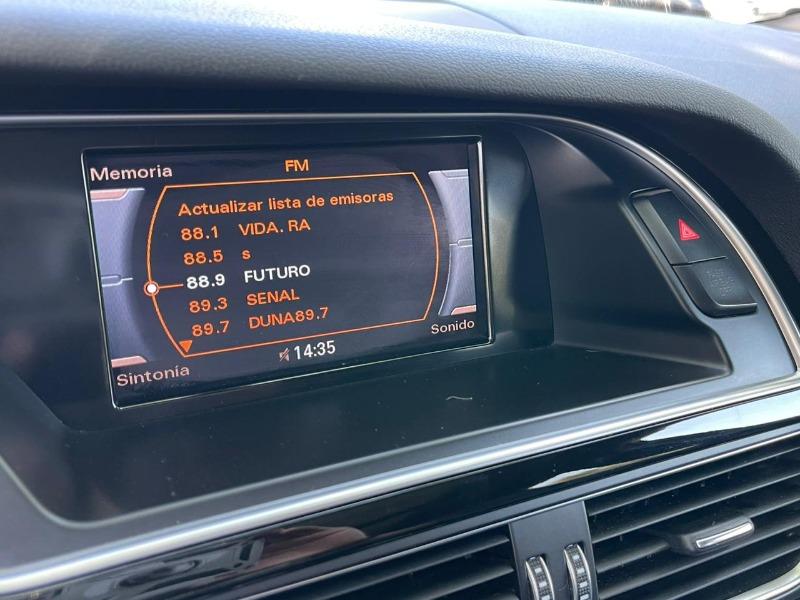 Memoria
FM
Actualizar lista de emisoras
88.1 VIDA. RA
88.5 s
88.9 FUTURO
89.3 SENAL
89.7 DUNA89.7
Sonido
14:35
Sintonía